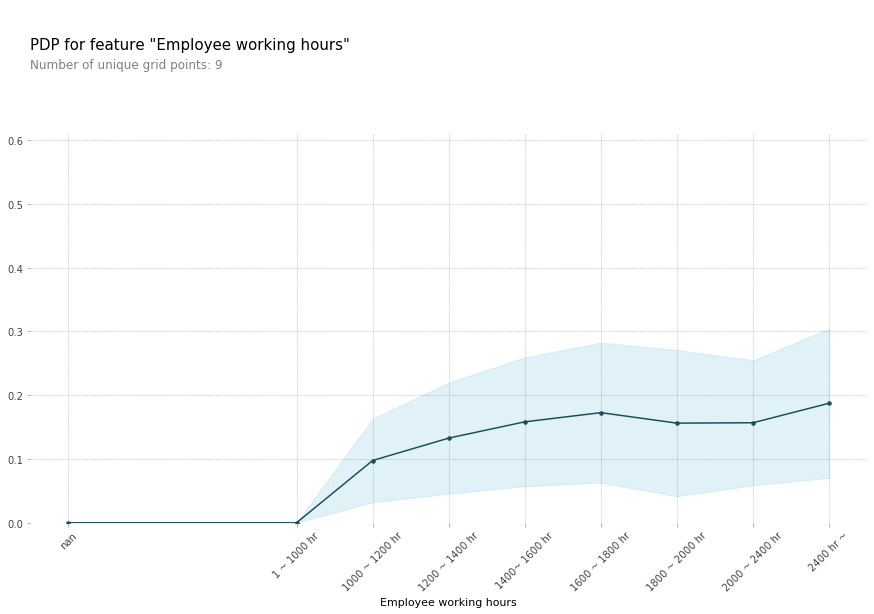 PDP for feature "Employee working hours"
Number of unique grid points: 9
0.6
0.5
0.4
0.3
0.2
0.1
0.0
nan
1 ~ 1000 hr
1000 ~ 1200 hr
1200 ~ 1400 hr
1400~ 1600 hr
1600 ~ 1800 hr
1800 ~ 2000 hr
2000 ~ 2400 hr
2400 hr ~
Employee working hours